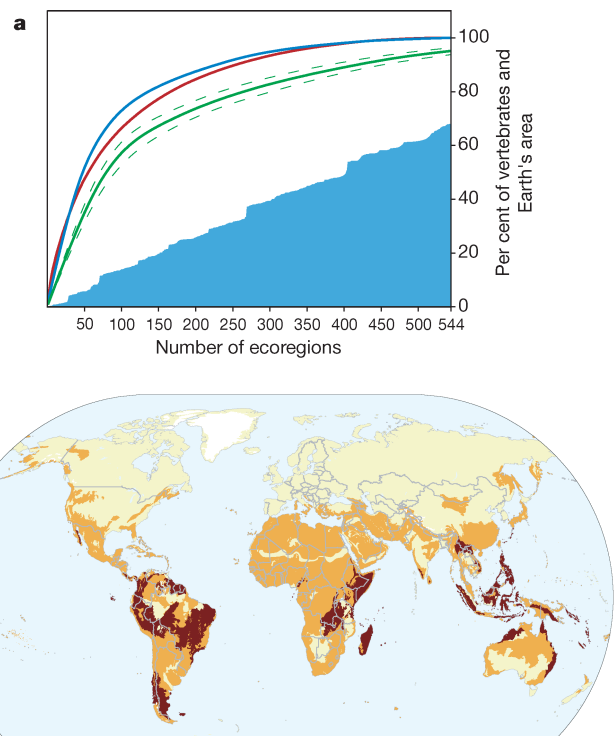 a
100
80
60
40
20
0
Per cent of vertebrates and
Earth's area
50 100 150 200 250 300 350 400 450 500 544
Number of ecoregions